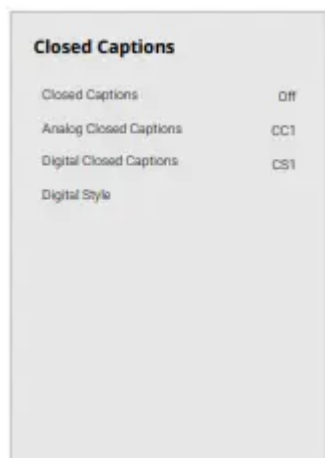 Closed Captions
Closed Captions Off
Analog Closed Captions CC1
Digital Closed Captions CS1
Digital Style